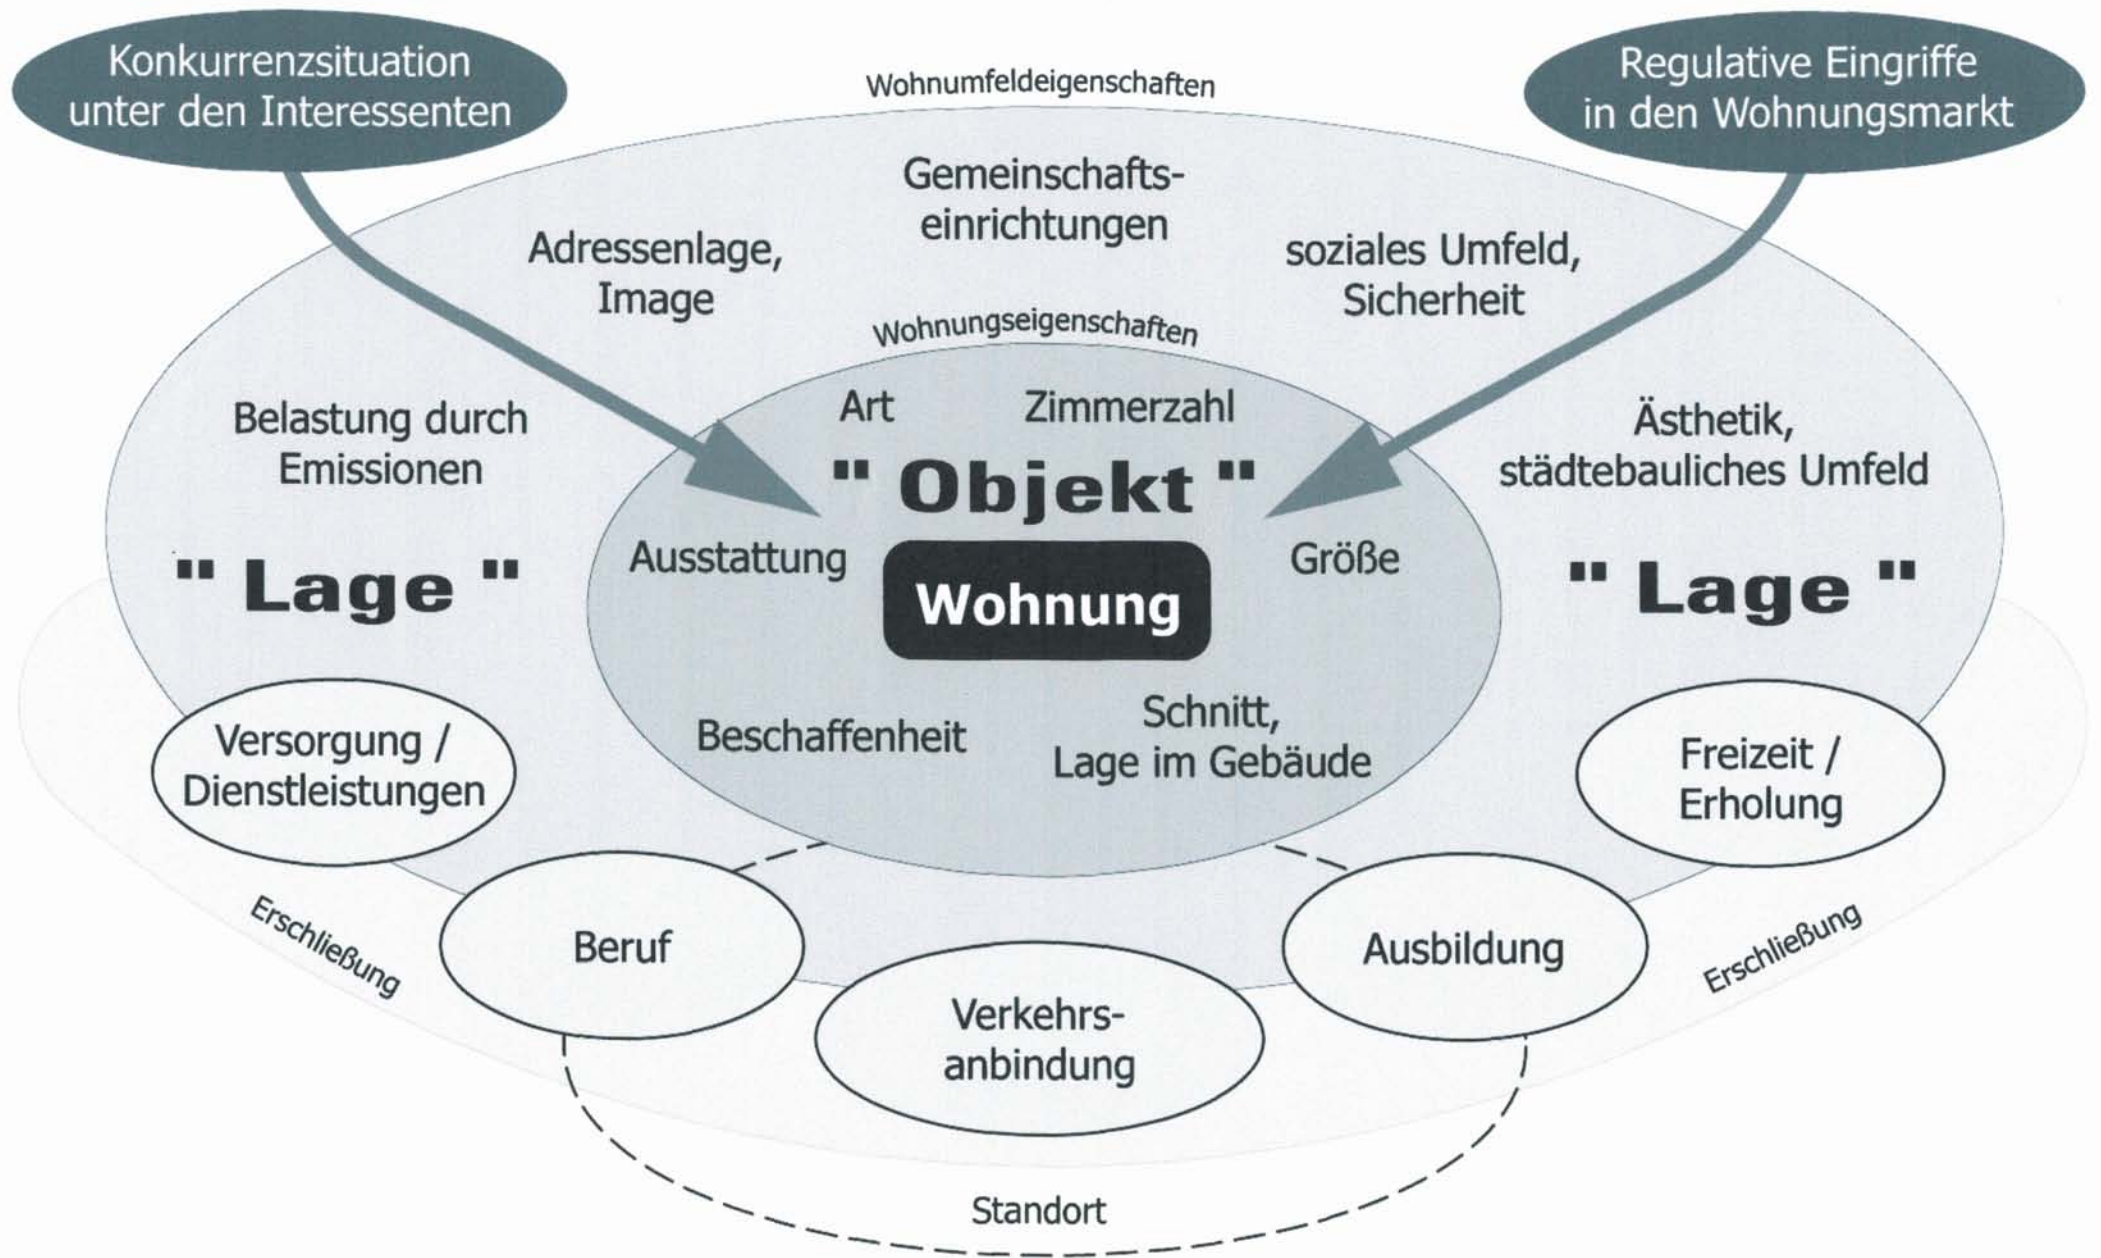 Konkurrenzsituation
unter den Interessenten
Regulative Eingriffe
in den Wohnungsmarkt
Wohnumfeldeigenschaften
Gemeinschafts-
einrichtungen
Adressenlage,
Image
soziales Umfeld,
Sicherheit
Wohnungseigenschaften
Belastung durch
Emissionen
Art
Zimmerzahl
Ästhetik,
städtebauliches Umfeld
" Objekt "
Ausstattung
Größe
" Lage "
Wohnung
" Lage "
Versorgung /
Dienstleistungen
Beschaffenheit
Schnitt,
Lage im Gebäude
Freizeit /
Erholung
Erschließung
Beruf
Ausbildung
Erschließung
Verkehrs-
anbindung
Standort